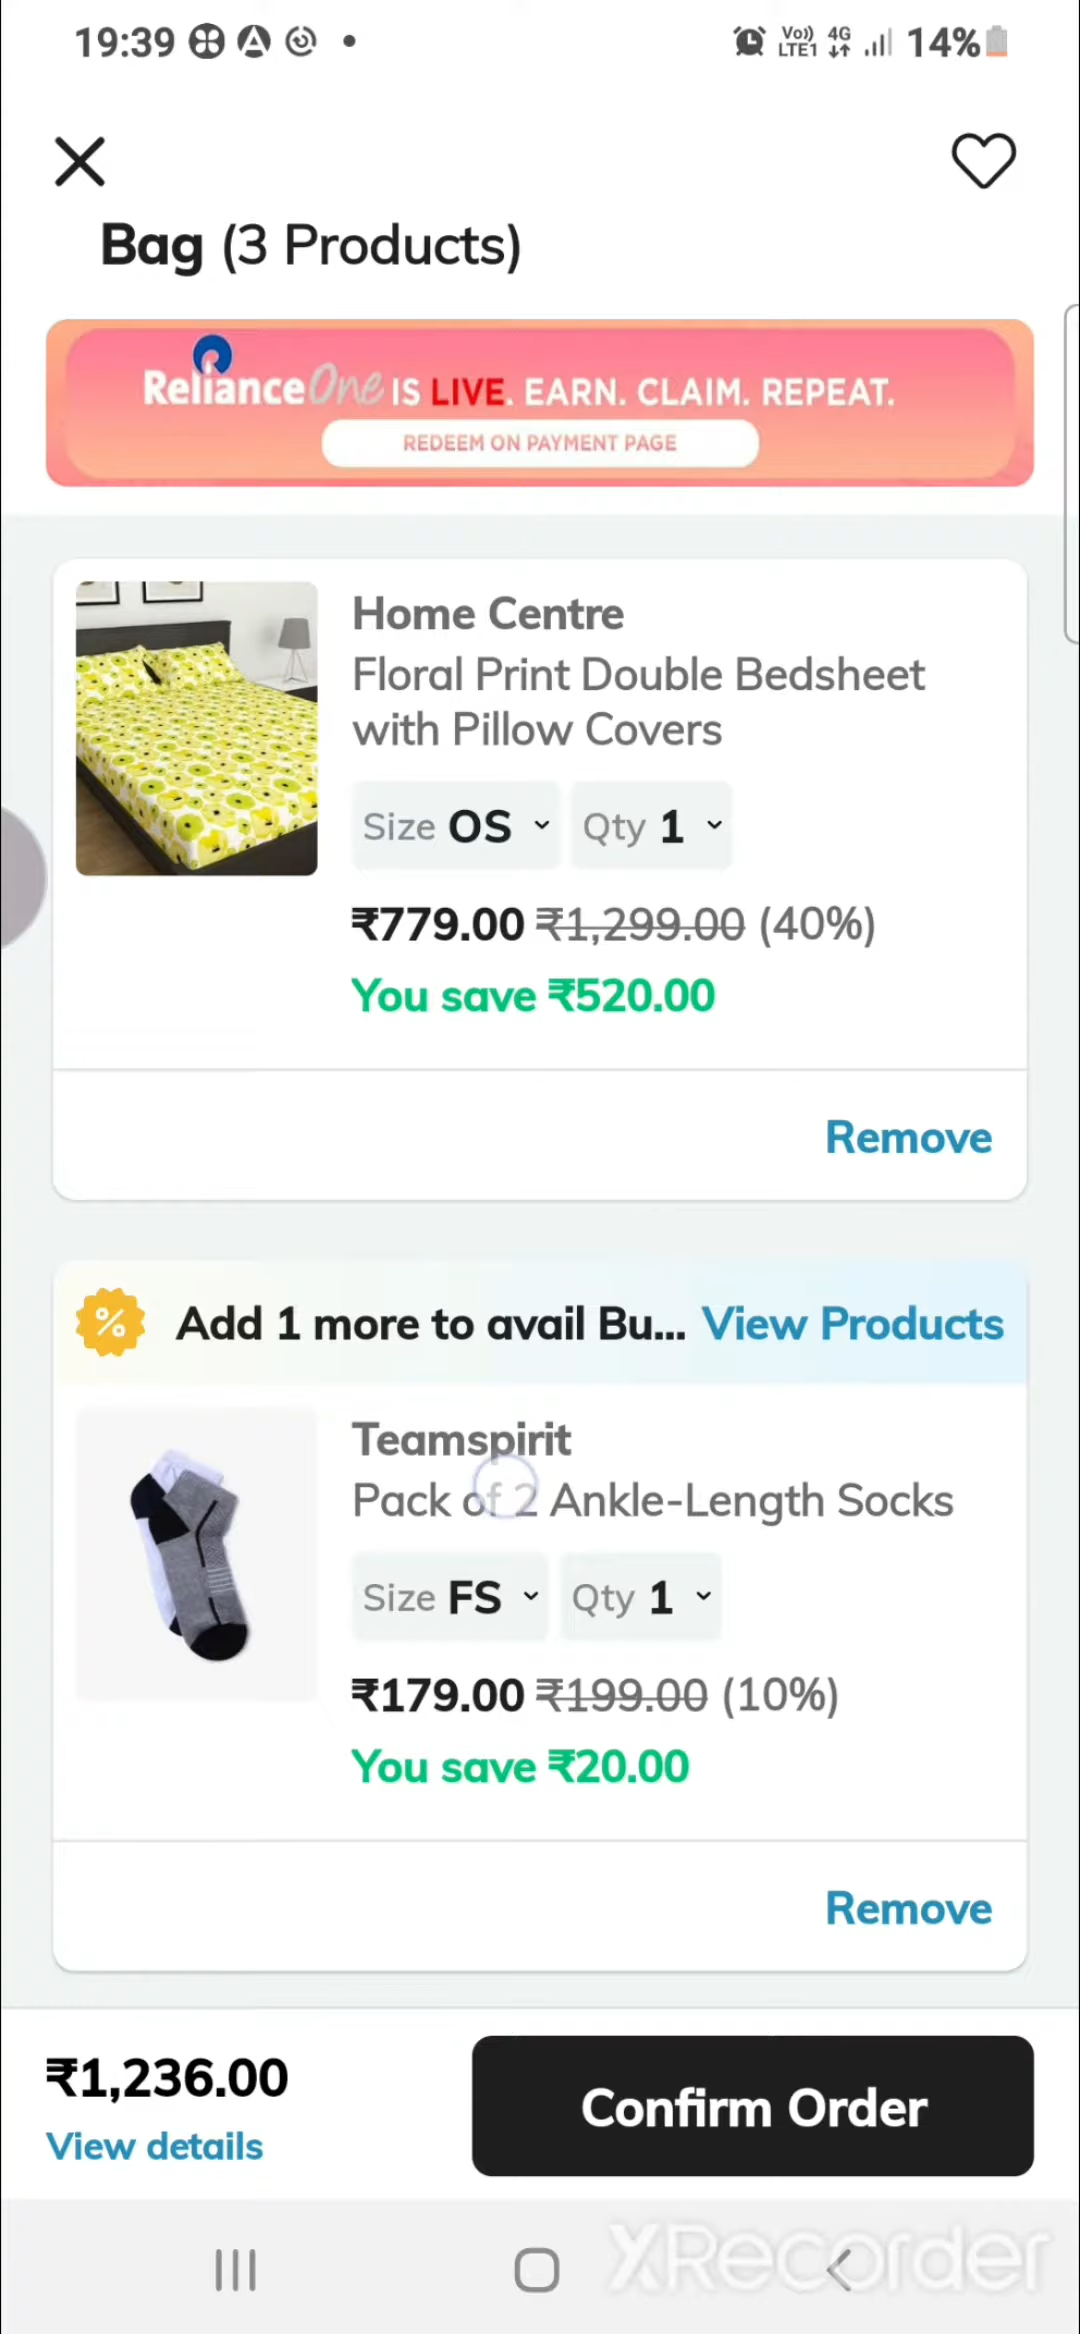 19:39
Vo)) 4G
LTE1
14%
Bag (3 Products)
RelianceOne IS LIVE. EARN. CLAIM. REPEAT.
REDEEM ON PAYMENT PAGE
Home Centre
Floral Print Double Bedsheet
with Pillow Covers
Size OS Qty 1
₹779.00 ₹1,299.00 (40%)
You save ₹520.00
Remove
Add 1 more to avail Bu... View Products
Teamspirit
Pack of 2 Ankle-Length Socks
Size FS Qty 1
₹179.00 ₹199.00 (10%)
You save ₹20.00
Remove
₹1,236.00
Confirm Order
View details
XRecorder